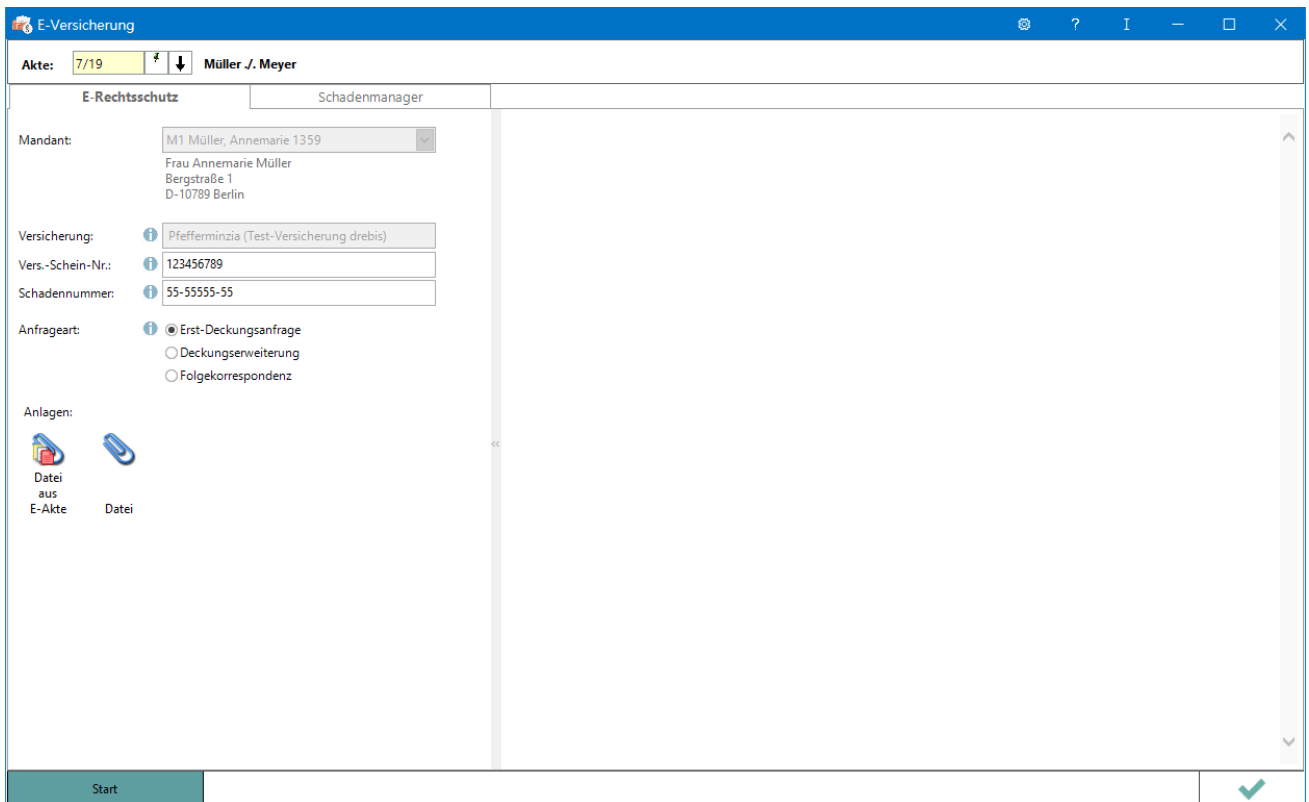 E-Versicherung
Akte: 7/19 Müller ./. Meyer
E-Rechtsschutz Schadenmanager
Mandant: M1 Müller, Annemarie 1359
Frau Annemarie Müller
Bergstraße 1
D-10789 Berlin
Versicherung: Pfefferminzia (Test-Versicherung drebis)
Vers.-Schein-Nr.: 123456789
Schadennummer: 55-55555-55
Anfrageart: Erst-Deckungsanfrage
Deckungserweiterung
Folgekorrespondenz
Anlagen:
Datei
aus
E-Akte Datei
Start